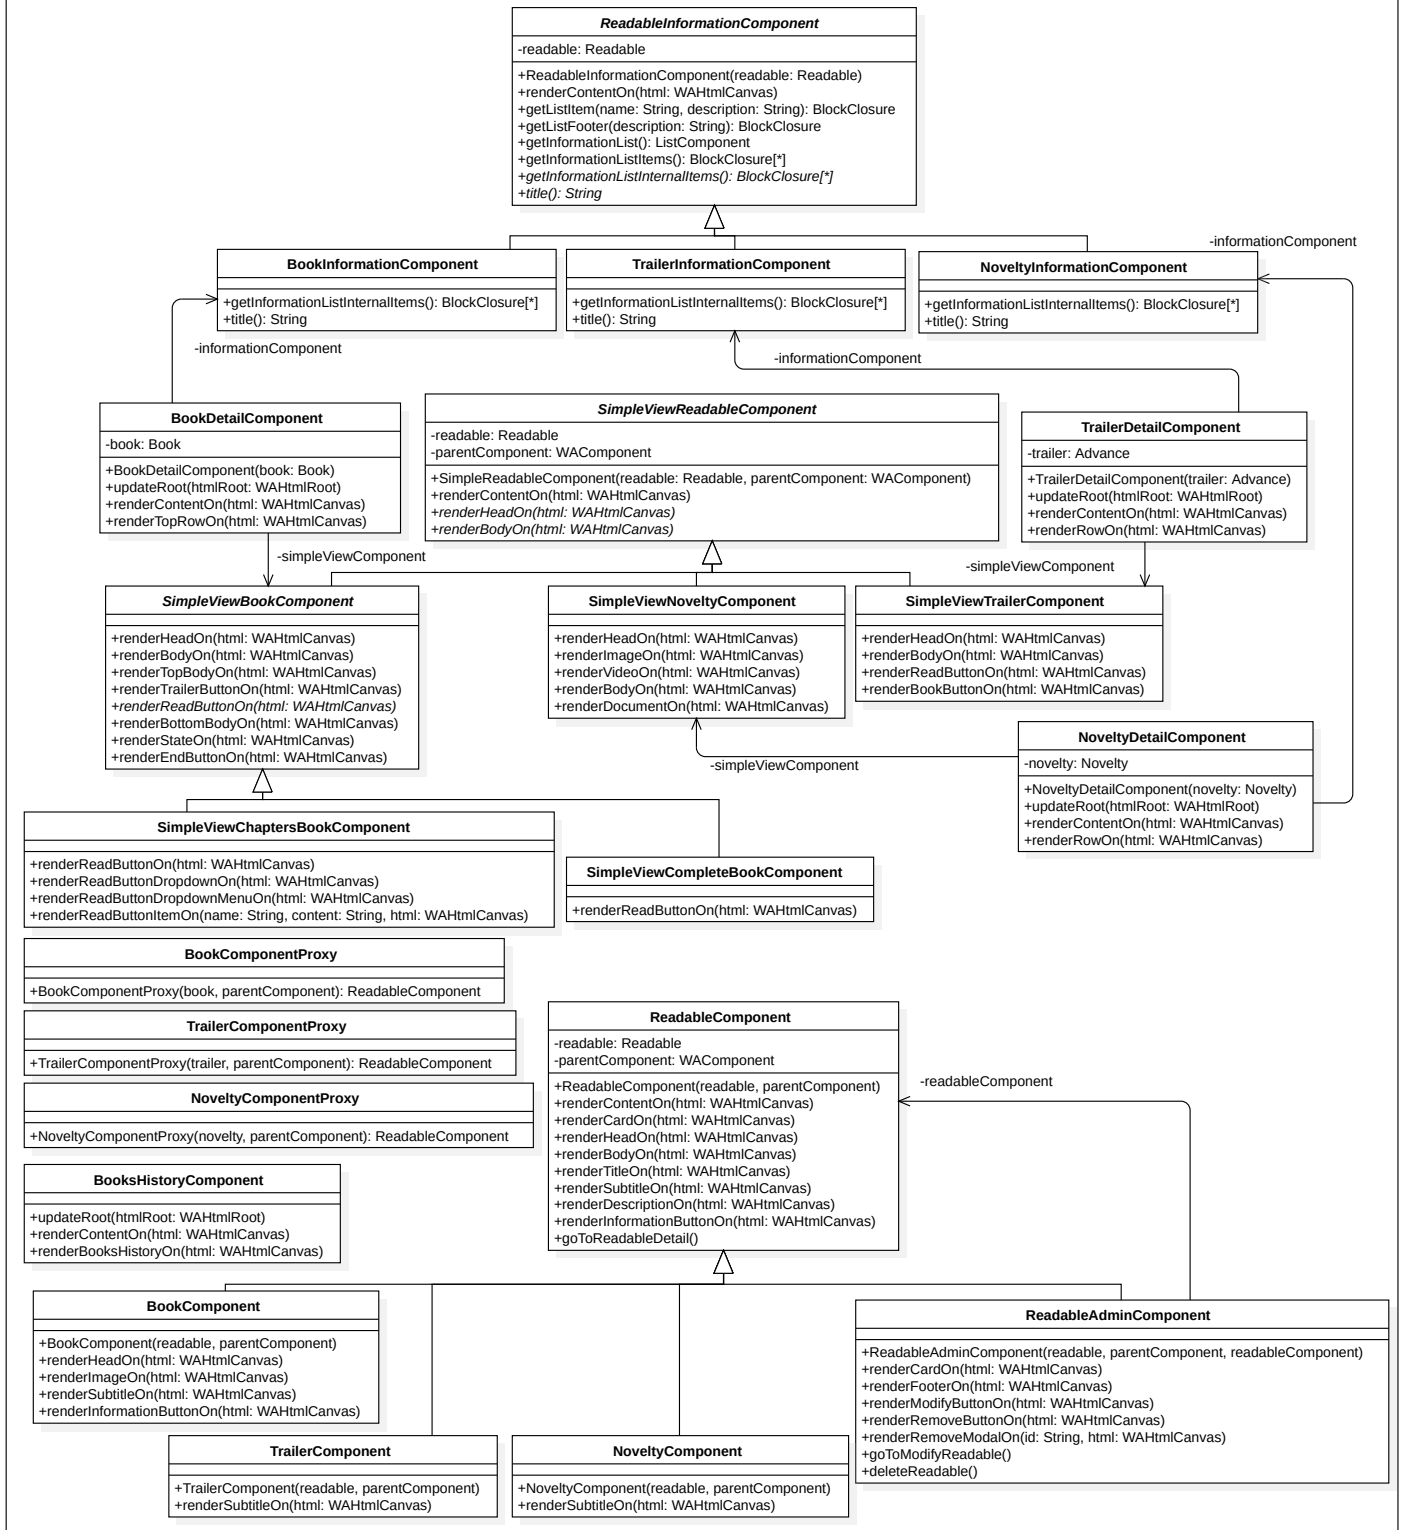 ReadableInformationComponent
-readable: Readable
+ReadableInformationComponent(readable: Readable)
+renderContentOn(html: WAHtmlCanvas)
+getListItem(name: String, description: String): BlockClosure
+getListFooter(description: String): BlockClosure
+getInformationList(): ListComponent
+getInformationListItems(): BlockClosure[*]
+getInformationListInternalItems(): BlockClosure[*]
+title(): String
-informationComponent
BookInformationComponent
+getInformationListInternalItems(): BlockClosure[*]
+title(): String
TrailerInformationComponent
+getInformationListInternalItems(): BlockClosure[*]
+title(): String
NoveltyInformationComponent
+getInformationListInternalItems(): BlockClosure[*]
+title(): String
-informationComponent
-informationComponent
BookDetailComponent
-book: Book
+BookDetailComponent(book: Book)
+updateRoot(htmlRoot: WAHtmlRoot)
+renderContentOn(html: WAHtmlCanvas)
+renderTopRowOn(html: WAHtmlCanvas)
SimpleViewReadableComponent
-readable: Readable
-parentComponent: WAComponent
+SimpleReadableComponent(readable: Readable, parentComponent: WAComponent)
+renderContentOn(html: WAHtmlCanvas)
+renderHeadOn(html: WAHtmlCanvas)
+renderBodyOn(html: WAHtmlCanvas)
TrailerDetailComponent
-trailer: Advance
+TrailerDetailComponent(trailer: Advance)
+updateRoot(htmlRoot: WAHtmlRoot)
+renderContentOn(html: WAHtmlCanvas)
+renderRowOn(html: WAHtmlCanvas)
-simpleViewComponent
-simpleViewComponent
SimpleViewBookComponent
+renderHeadOn(html: WAHtmlCanvas)
+renderBodyOn(html: WAHtmlCanvas)
+renderTopBodyOn(html: WAHtmlCanvas)
+renderTrailerButtonOn(html: WAHtmlCanvas)
+renderReadButtonOn(html: WAHtmlCanvas)
+renderBottomBodyOn(html: WAHtmlCanvas)
+renderStateOn(html: WAHtmlCanvas)
+renderEndButtonOn(html: WAHtmlCanvas)
SimpleViewNoveltyComponent
+renderHeadOn(html: WAHtmlCanvas)
+renderImageOn(html: WAHtmlCanvas)
+renderVideoOn(html: WAHtmlCanvas)
+renderBodyOn(html: WAHtmlCanvas)
+renderDocumentOn(html: WAHtmlCanvas)
SimpleViewTrailerComponent
+renderHeadOn(html: WAHtmlCanvas)
+renderBodyOn(html: WAHtmlCanvas)
+renderReadButtonOn(html: WAHtmlCanvas)
+renderBookButtonOn(html: WAHtmlCanvas)
NoveltyDetailComponent
-novelty: Novelty
+NoveltyDetailComponent(novelty: Novelty)
+updateRoot(htmlRoot: WAHtmlRoot)
+renderContentOn(html: WAHtmlCanvas)
+renderRowOn(html: WAHtmlCanvas)
-simpleViewComponent
SimpleViewChaptersBookComponent
+renderReadButtonOn(html: WAHtmlCanvas)
+renderReadButtonDropdownOn(html: WAHtmlCanvas)
+renderReadButtonDropdownMenuOn(html: WAHtmlCanvas)
+renderReadButtonItemOn(name: String, content: String, html: WAHtmlCanvas)
SimpleViewCompleteBookComponent
+renderReadButtonOn(html: WAHtmlCanvas)
BookComponentProxy
+BookComponentProxy(book, parentComponent): ReadableComponent
TrailerComponentProxy
+TrailerComponentProxy(trailer, parentComponent): ReadableComponent
NoveltyComponentProxy
+NoveltyComponentProxy(novelty, parentComponent): ReadableComponent
BooksHistoryComponent
+updateRoot(htmlRoot: WAHtmlRoot)
+renderContentOn(html: WAHtmlCanvas)
+renderBooksHistoryOn(html: WAHtmlCanvas)
ReadableComponent
-readable: Readable
-parentComponent: WAComponent
+ReadableComponent(readable, parentComponent)
+renderContentOn(html: WAHtmlCanvas)
+renderCardOn(html: WAHtmlCanvas)
+renderHeadOn(html: WAHtmlCanvas)
+renderBodyOn(html: WAHtmlCanvas)
+renderTitleOn(html: WAHtmlCanvas)
+renderSubtitleOn(html: WAHtmlCanvas)
+renderDescriptionOn(html: WAHtmlCanvas)
+renderInformationButtonOn(html: WAHtmlCanvas)
+goToReadableDetail()
-readableComponent
BookComponent
+BookComponent(readable, parentComponent)
+renderHeadOn(html: WAHtmlCanvas)
+renderImageOn(html: WAHtmlCanvas)
+renderSubtitleOn(html: WAHtmlCanvas)
+renderInformationButtonOn(html: WAHtmlCanvas)
ReadableAdminComponent
+ReadableAdminComponent(readable, parentComponent, readableComponent)
+renderCardOn(html: WAHtmlCanvas)
+renderFooterOn(html: WAHtmlCanvas)
+renderModifyButtonOn(html: WAHtmlCanvas)
+renderRemoveButtonOn(html: WAHtmlCanvas)
+renderRemoveModalOn(id: String, html: WAHtmlCanvas)
+goToModifyReadable()
+deleteReadable()
TrailerComponent
+TrailerComponent(readable, parentComponent)
+renderSubtitleOn(html: WAHtmlCanvas)
NoveltyComponent
+NoveltyComponent(readable, parentComponent)
+renderSubtitleOn(html: WAHtmlCanvas)